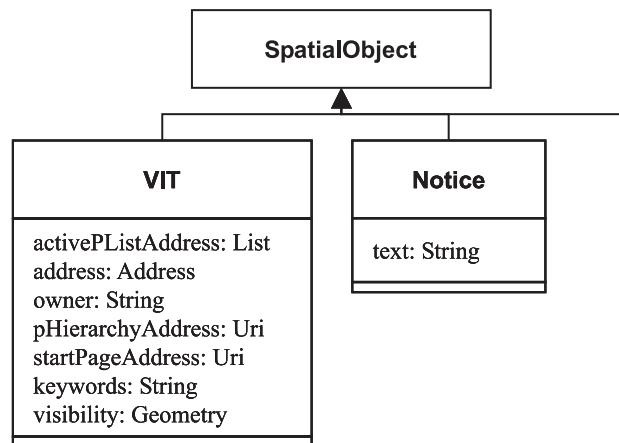 SpatialObject
VIT
activePListAddress: List
address: Address
owner: String
pHierarchyAddress: Uri
startPageAddress: Uri
keywords: String
visibility: Geometry
Notice
text: String